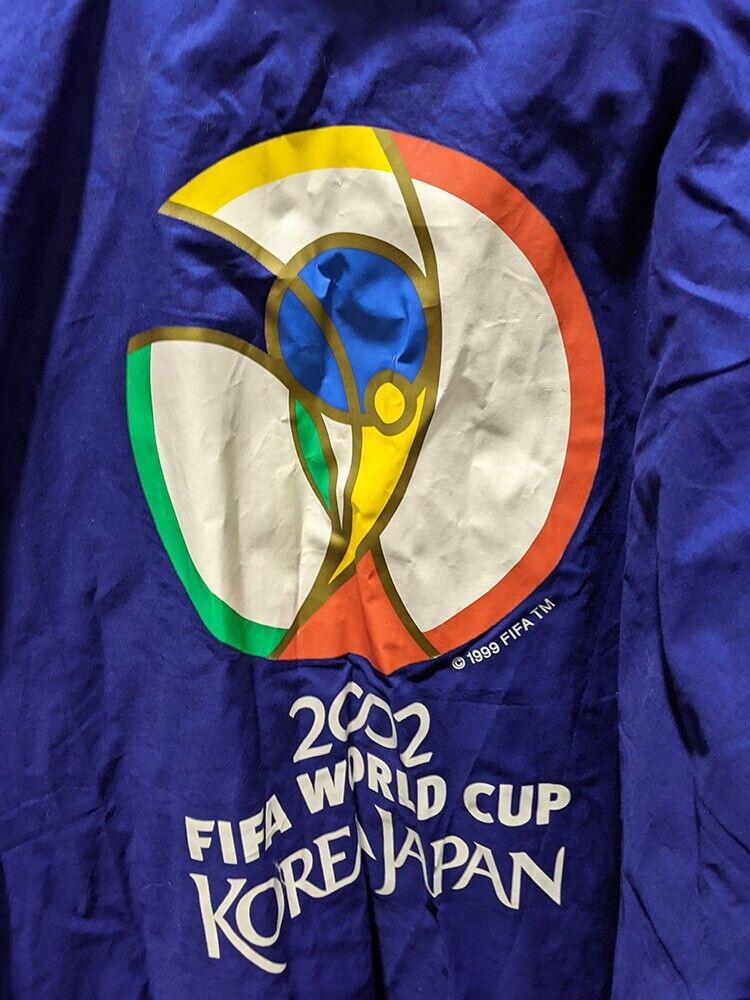 © 1999 FIFA TM
2002
FIFA WORLD CUP
KOREA JAPAN